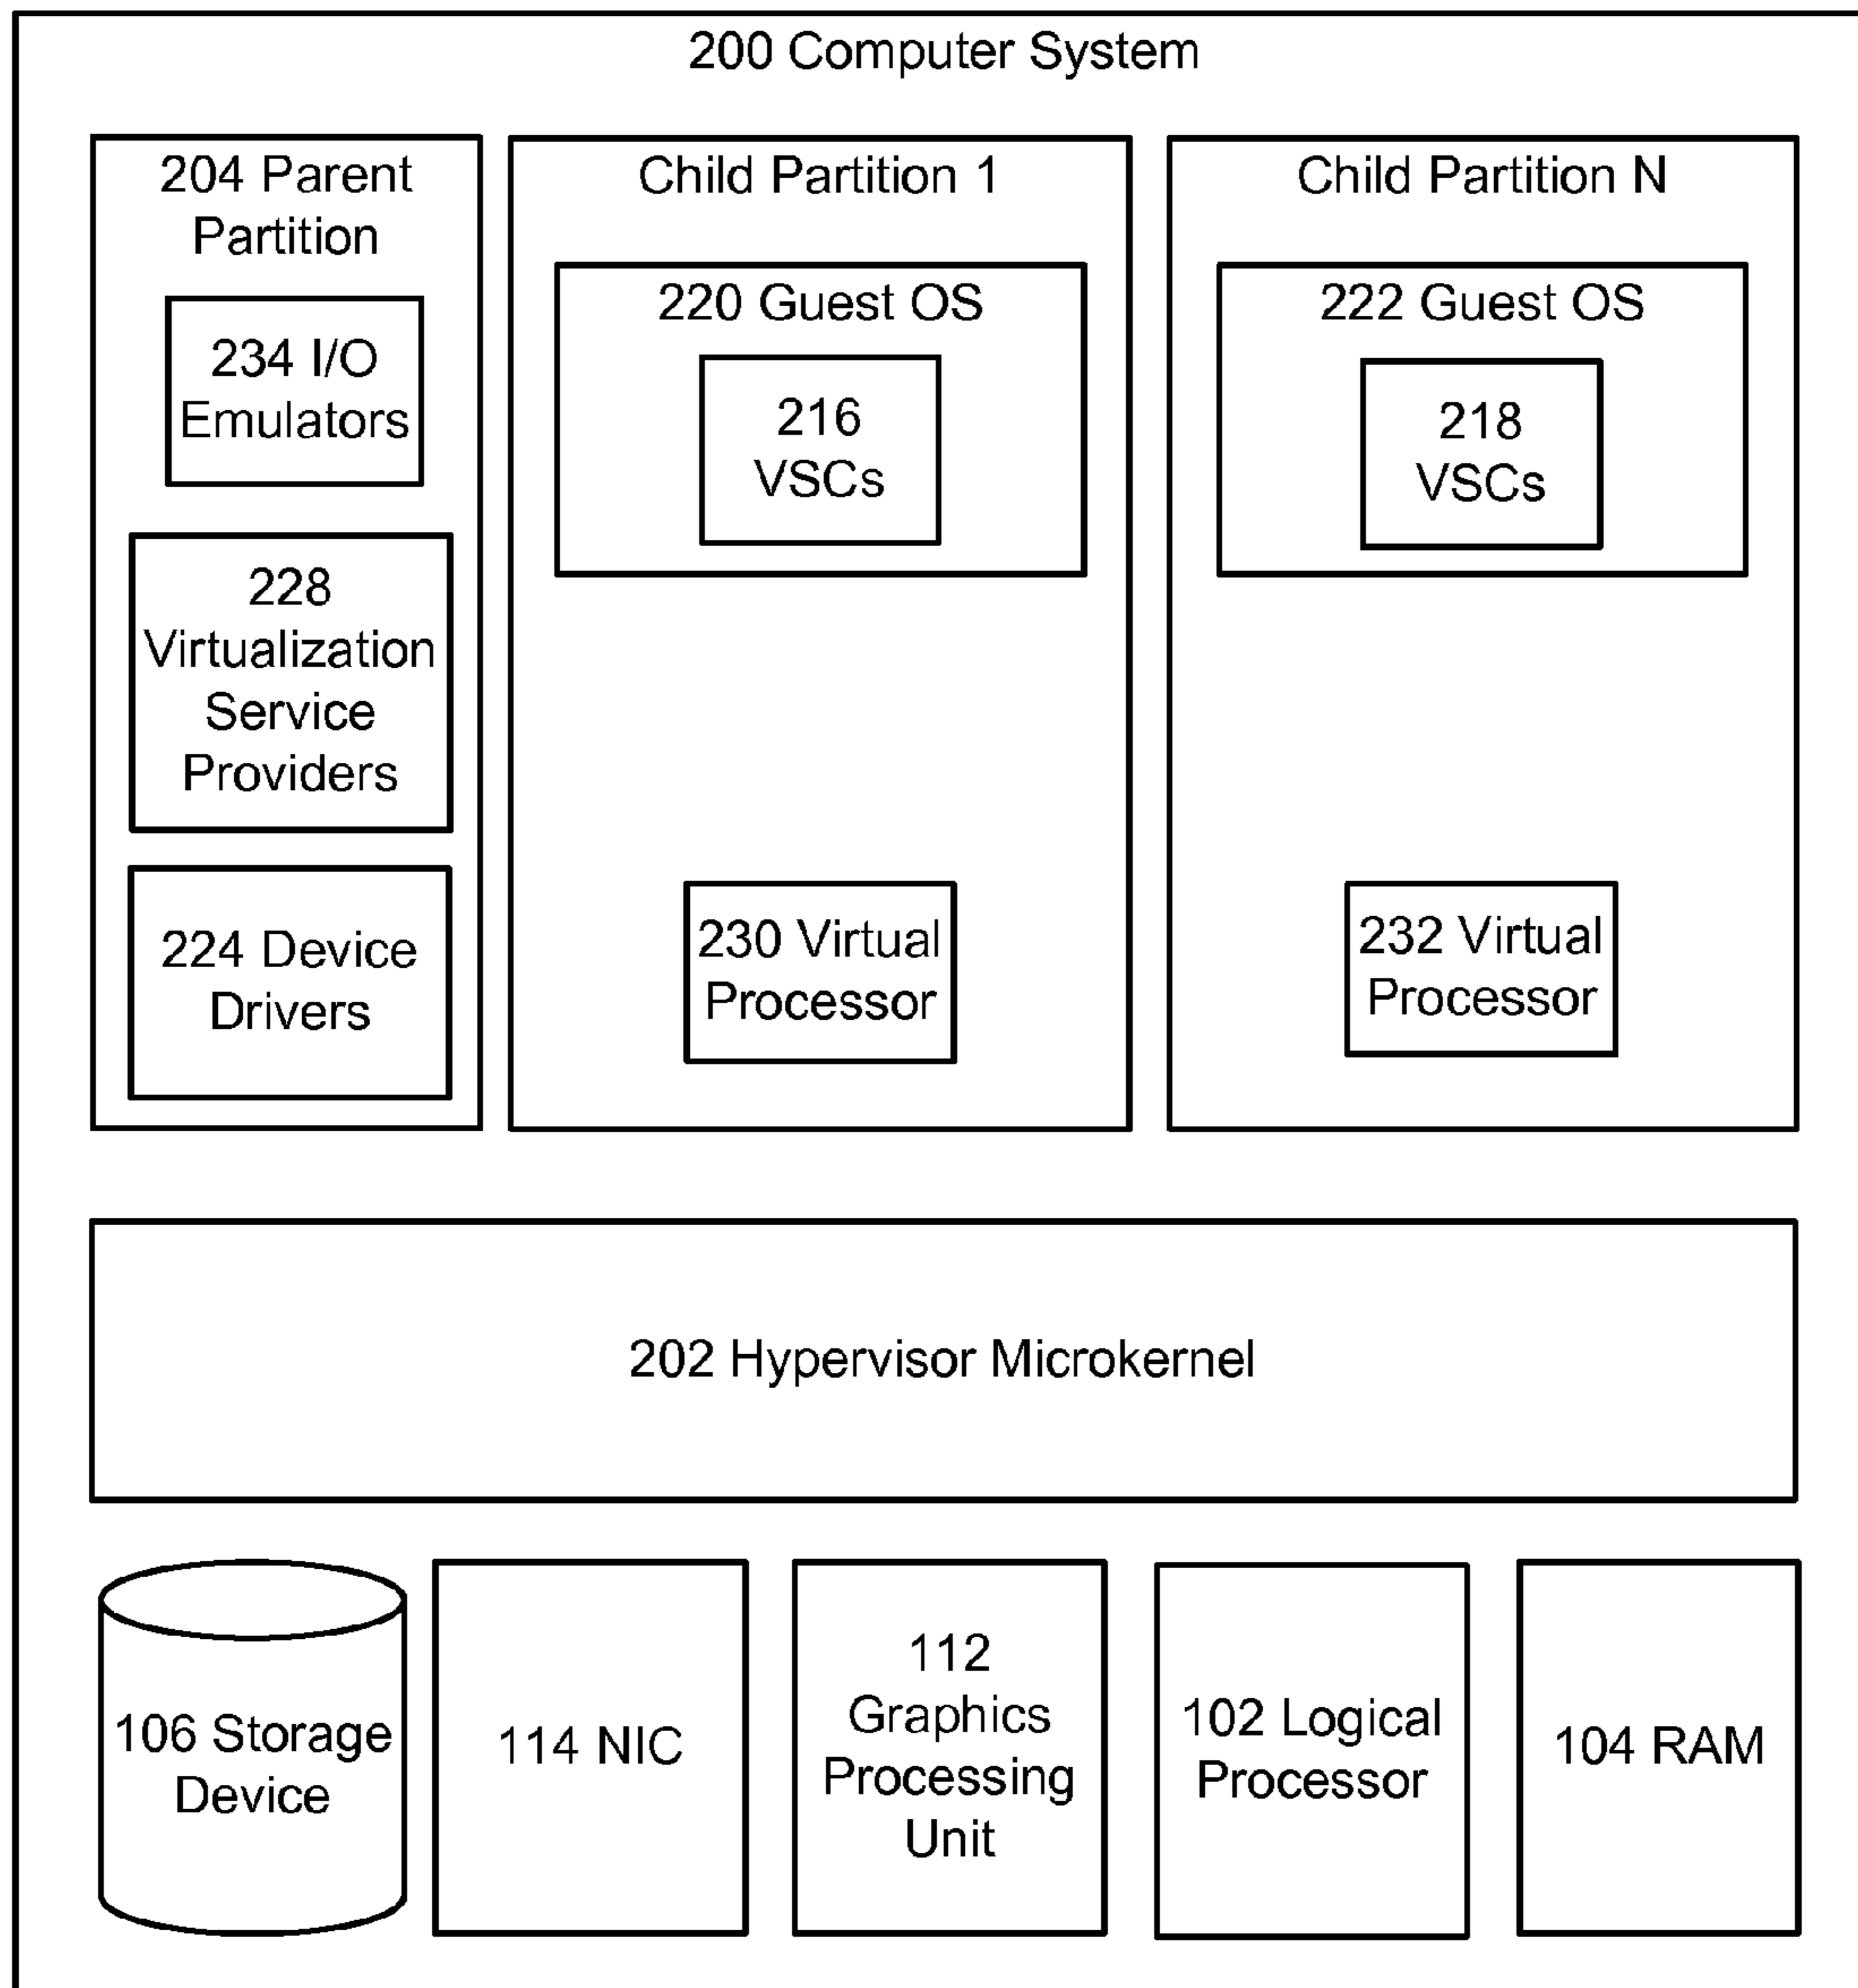 200 Computer System
204 Parent
Partition
234 I/O
Emulators
228
Virtualization
Service
Providers
224 Device
Drivers
Child Partition 1
220 Guest OS
216
VSCs
230 Virtual
Processor
Child Partition N
222 Guest OS
218
VSCs
232 Virtual
Processor
202 Hypervisor Microkernel
106 Storage
Device
114 NIC
112
Graphics
Processing
Unit
102 Logical
Processor
104 RAM